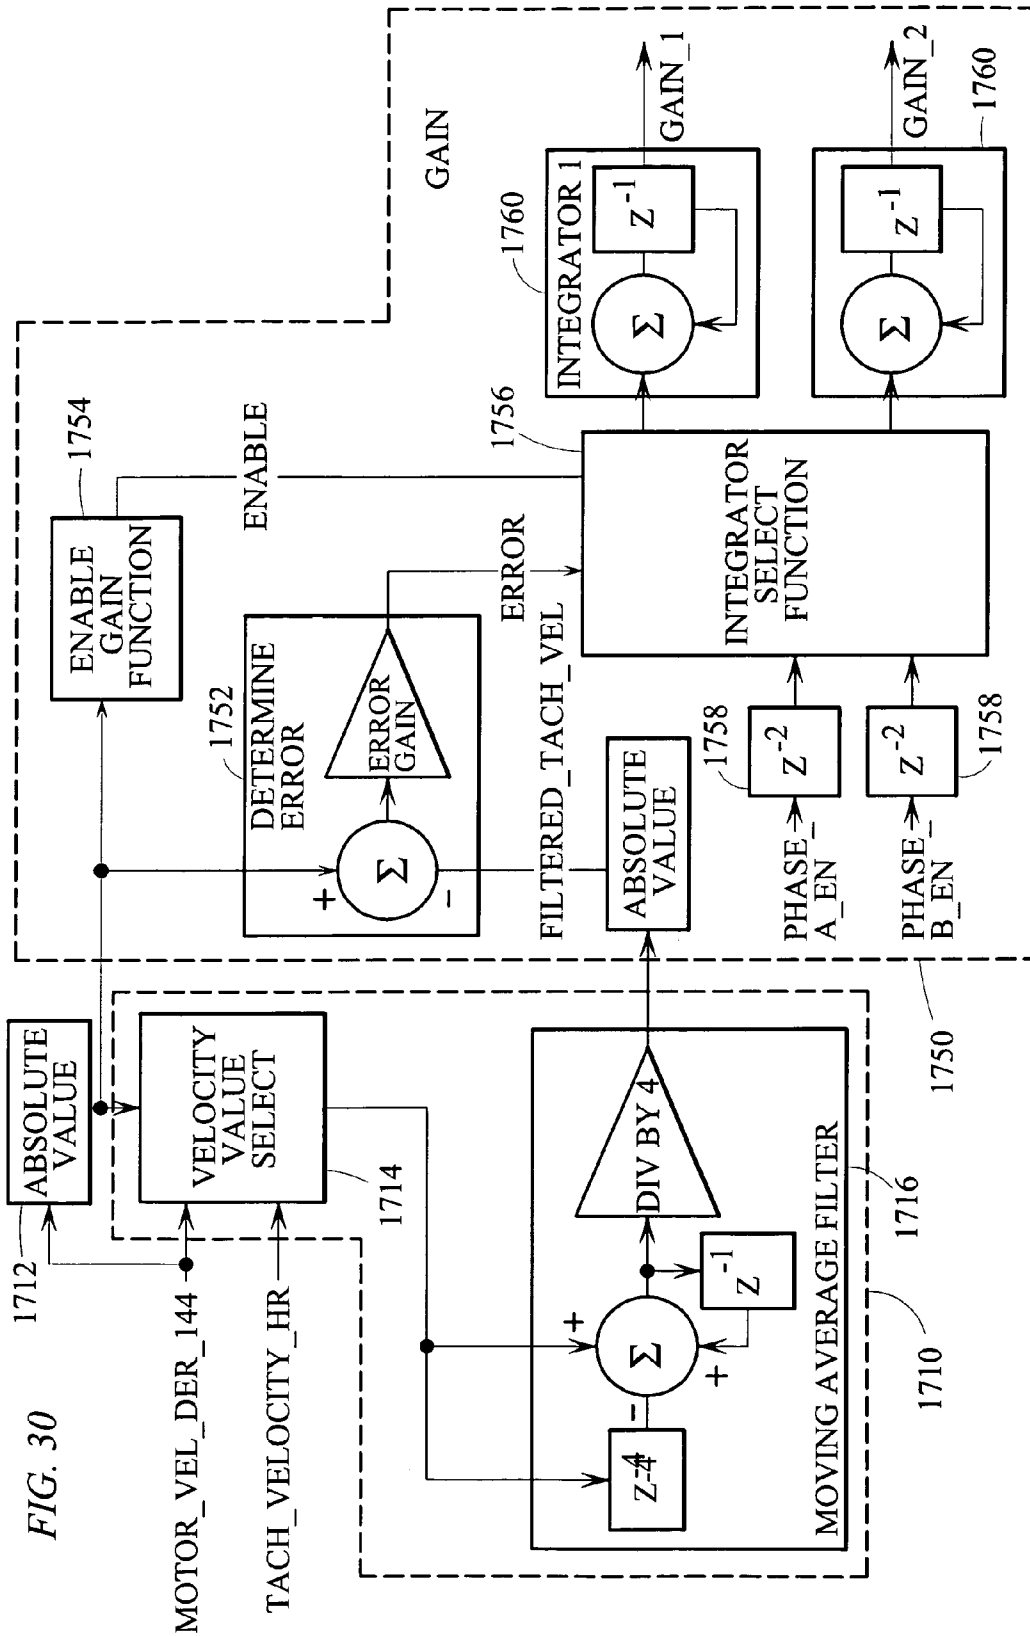 FIG. 30
MOTOR_VEL_DER_144
TACH_VELOCITY_HR
1712
ABSOLUTE
VALUE
VELOCITY
VALUE
SELECT
1714
Z-4
−
+
Σ
+
Z-1
DIV BY 4
MOVING AVERAGE FILTER
1716
1710
1750
GAIN
ENABLE
GAIN
FUNCTION
1754
ENABLE
1752
DETERMINE
ERROR
+
Σ
−
ERROR
GAIN
ERROR
FILTERED_TACH_VEL
ABSOLUTE
VALUE
PHASE_
A_EN
Z-2
1758
PHASE_
B_EN
Z-2
1758
INTEGRATOR
SELECT
FUNCTION
1756
INTEGRATOR 1
1760
Σ
Z-1
GAIN_1
Σ
Z-1
GAIN_2
1760